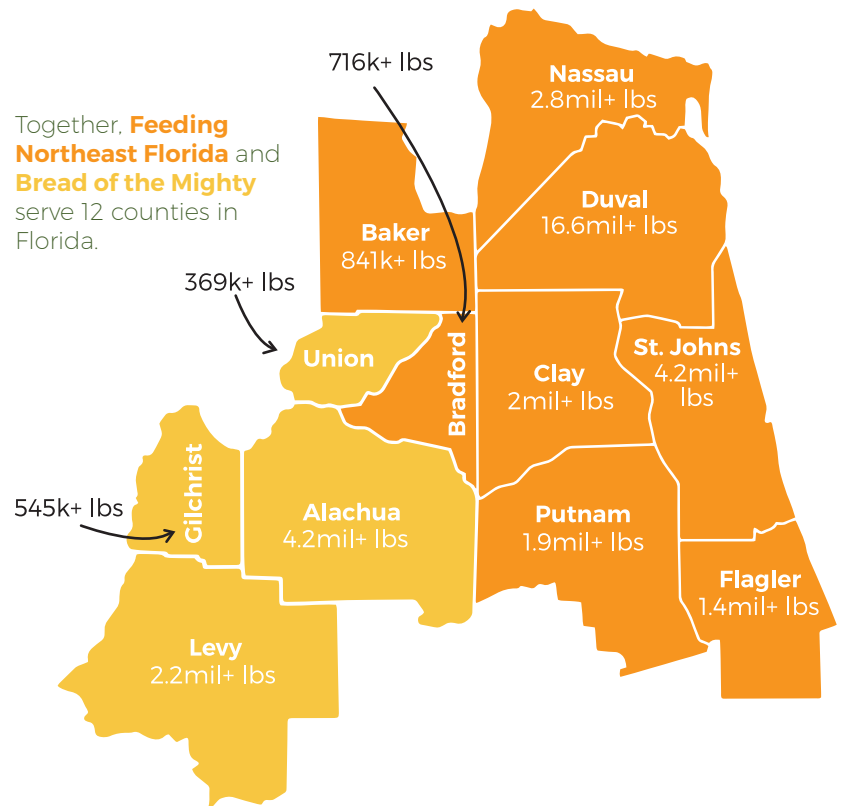 716k+ lbs
Nassau
2.8mil+ lbs
Together, Feeding
Northeast Florida and
Bread of the Mighty
serve 12 counties in
Florida.
Duval
16.6mil+ lbs
Baker
841k+ lbs
369k+ lbs
Union
Bradford
Clay
2mil+ lbs
St. Johns
4.2mil+
lbs
Gilchrist
545k+ lbs
Alachua
4.2mil+ lbs
Putnam
1.9mil+ lbs
Flagler
1.4mil+ lbs
Levy
2.2mil+ lbs